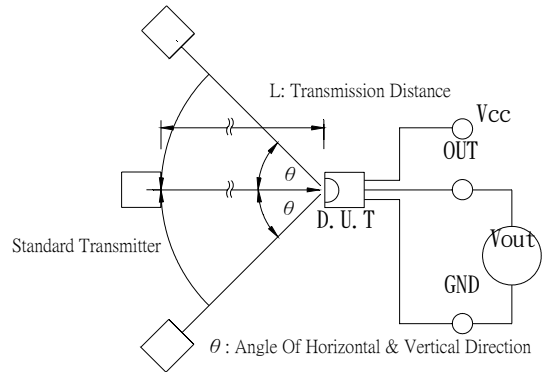 L: Transmission Distance
Vcc
OUT
θ
θ
D.U.T
Standard Transmitter
Vout
GND
θ : Angle Of Horizontal & Vertical Direction